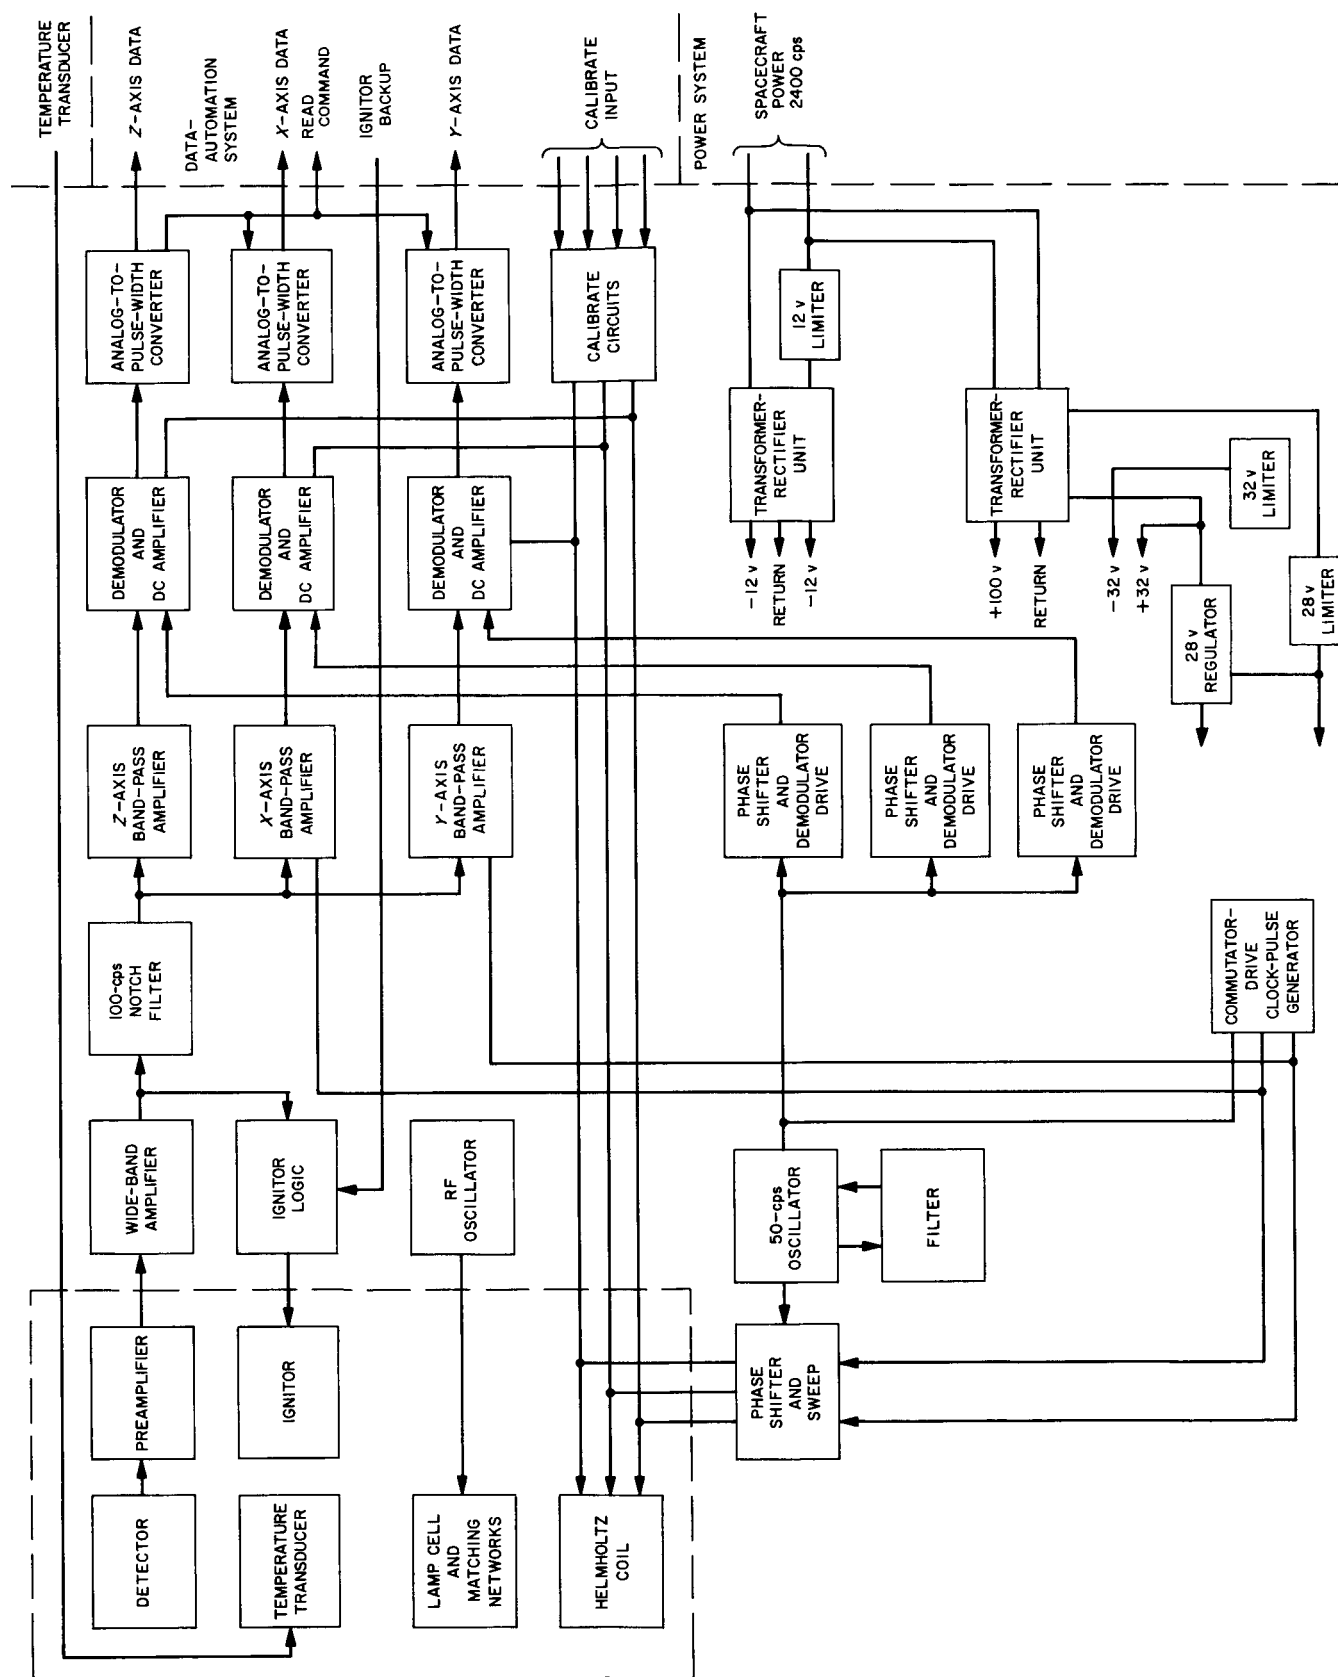 DETECTOR
PREAMPLIFIER
WIDE-BAND
AMPLIFIER
100-cps
NOTCH
FILTER
Z-AXIS
BAND-PASS
AMPLIFIER
DEMODULATOR
AND
DC AMPLIFIER
ANALOG-TO-
PULSE-WIDTH
CONVERTER
TEMPERATURE
TRANSDUCER
Z-AXIS DATA
DATA-
AUTOMATION
SYSTEM
TEMPERATURE
TRANSDUCER
IGNITOR
IGNITOR
LOGIC
X-AXIS
BAND-PASS
AMPLIFIER
DEMODULATOR
AND
DC AMPLIFIER
ANALOG-TO-
PULSE-WIDTH
CONVERTER
X-AXIS DATA
READ
COMMAND
IGNITOR
BACKUP
LAMP CELL
AND
MATCHING
NETWORKS
RF
OSCILLATOR
Y-AXIS
BAND-PASS
AMPLIFIER
DEMODULATOR
AND
DC AMPLIFIER
ANALOG-TO-
PULSE-WIDTH
CONVERTER
Y-AXIS DATA
HELMHOLTZ
COIL
CALIBRATE
CIRCUITS
CALIBRATE
INPUT
POWER SYSTEM
PHASE
SHIFTER
AND
SWEEP
50-cps
OSCILLATOR
FILTER
PHASE
SHIFTER
AND
DEMODULATOR
DRIVE
PHASE
SHIFTER
AND
DEMODULATOR
DRIVE
PHASE
SHIFTER
AND
DEMODULATOR
DRIVE
-12 v
RETURN
-12 v
TRANSFORMER-
RECTIFIER
UNIT
12 v
LIMITER
SPACECRAFT
POWER
2400 cps
+100 v
RETURN
TRANSFORMER-
RECTIFIER
UNIT
-32 v
+32 v
32 v
LIMITER
28 v
REGULATOR
28 v
LIMITER
COMMUTATOR-
DRIVE
CLOCK-PULSE
GENERATOR